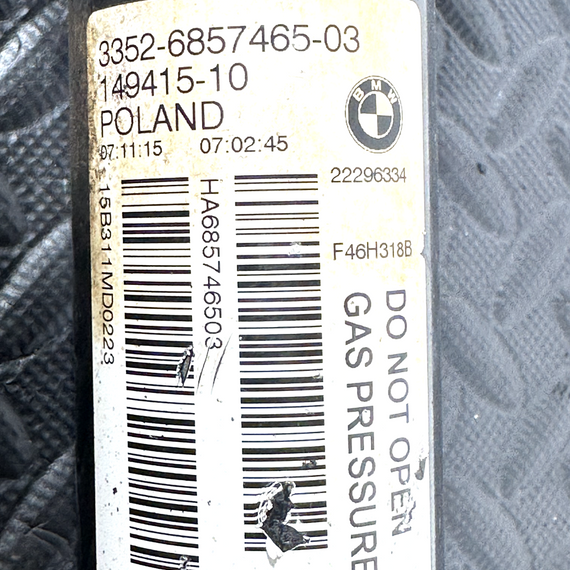 3352-6857465-03
149415-10
POLAND
BMW
07:11:15 07:02:45
22296334
15B311MD0223
HA685746503
F46H318B
DO NOT OPEN
GAS PRESSURE